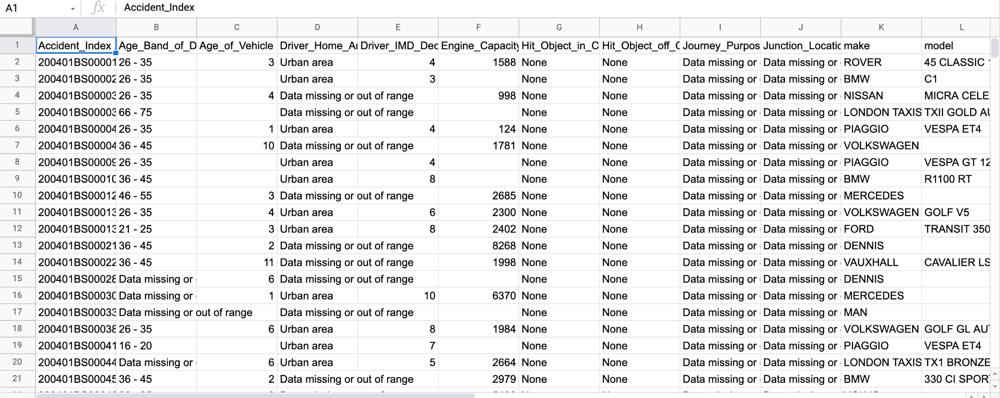 A1 fx Accident_Index
A B C D E F G H I J K L
1 Accident_Index Age_Band_of_D Age_of_Vehicle Driver_Home_A Driver_IMD_Dec Engine_Capacity Hit_Object_in_C Hit_Object_off_C Journey_Purpos Junction_Locatic make model
2 200401BS00001 26 - 35 3 Urban area 4 1588 None None Data missing or Data missing or ROVER 45 CLASSIC
3 200401BS00002 26 - 35 Urban area 3 None None Data missing or Data missing or BMW C1
4 200401BS00003 26 - 35 4 Data missing or out of range 998 None None Data missing or Data missing or NISSAN MICRA CELE
5 200401BS00003 66 - 75 Data missing or out of range None None Data missing or Data missing or LONDON TAXIS TXII GOLD AU
6 200401BS00004 26 - 35 1 Urban area 4 124 None None Data missing or Data missing or PIAGGIO VESPA ET4
7 200401BS00004 36 - 45 10 Data missing or out of range 1781 None None Data missing or Data missing or VOLKSWAGEN
8 200401BS00009 26 - 35 Urban area 4 None None Data missing or Data missing or PIAGGIO VESPA GT 12
9 200401BS00010 36 - 45 Urban area 8 None None Data missing or Data missing or BMW R1100 RT
10 200401BS00012 46 - 55 3 Data missing or out of range 2685 None None Data missing or Data missing or MERCEDES
11 200401BS00013 26 - 35 4 Urban area 6 2300 None None Data missing or Data missing or VOLKSWAGEN GOLF V5
12 200401BS00013 21 - 25 3 Urban area 8 2402 None None Data missing or Data missing or FORD TRANSIT 350
13 200401BS00021 36 - 45 2 Data missing or out of range 8268 None None Data missing or Data missing or DENNIS
14 200401BS00022 36 - 45 11 Data missing or out of range 1998 None None Data missing or Data missing or VAUXHALL CAVALIER LS
15 200401BS00028 Data missing or 6 Data missing or out of range None None Data missing or Data missing or DENNIS
16 200401BS00030 Data missing or 1 Urban area 10 6370 None None Data missing or Data missing or MERCEDES
17 200401BS00033 Data missing or out of range Data missing or out of range None None Data missing or Data missing or MAN
18 200401BS00038 26 - 35 6 Urban area 8 1984 None None Data missing or Data missing or VOLKSWAGEN GOLF GL AUT
19 200401BS00041 16 - 20 Urban area 7 None None Data missing or Data missing or PIAGGIO VESPA ET4
20 200401BS00044 Data missing or 6 Urban area 5 2664 None None Data missing or Data missing or LONDON TAXIS TX1 BRONZE
21 200401BS00045 36 - 45 2 Data missing or out of range 2979 None None Data missing or Data missing or BMW 330 CI SPORT